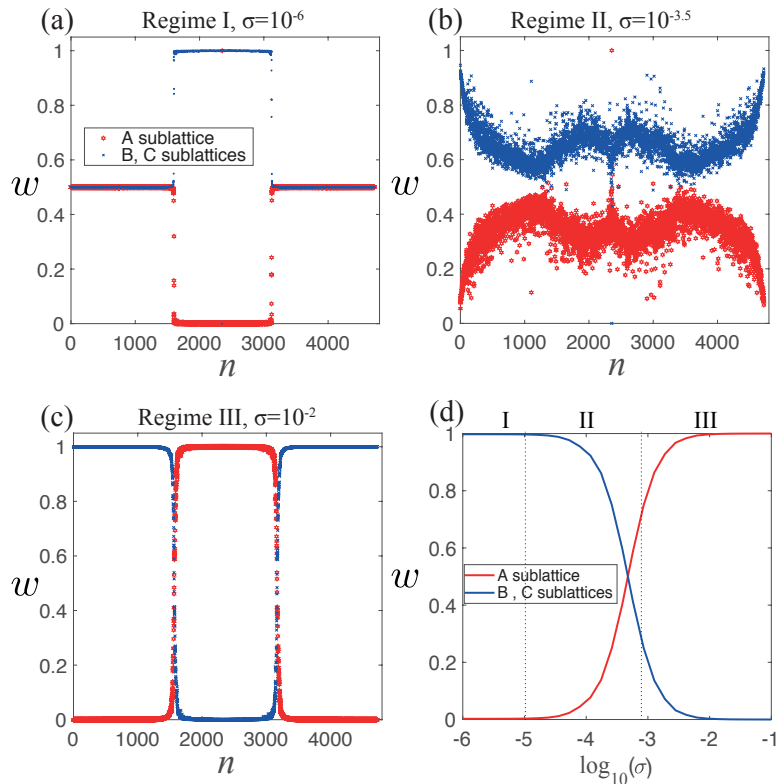 (a) Regime I, σ=10⁻⁶
1
0.8
0.6
0.4
0.2
0
w
A sublattice
B, C sublattices
0 1000 2000 3000 4000
n
(b) Regime II, σ=10⁻³·⁵
1
0.8
0.6
0.4
0.2
0
w
0 1000 2000 3000 4000
n
(c) Regime III, σ=10⁻²
1
0.8
0.6
0.4
0.2
0
w
0 1000 2000 3000 4000
n
(d)
I II III
1
0.8
0.6
0.4
0.2
0
w
A sublattice
B , C sublattices
-6 -5 -4 -3 -2 -1
log₁₀(σ)